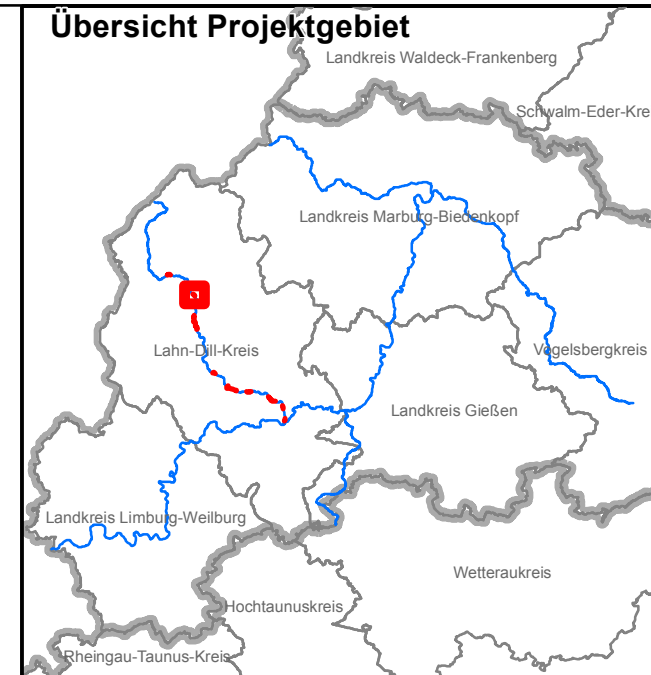 Übersicht Projektgebiet
Landkreis Waldeck-Frankenberg
Schwalm-Eder-Kre
Landkreis Marburg-Biedenkopf
Lahn-Dill-Kreis
Vogelsbergkreis
Landkreis Gießen
Landkreis Limburg-Weilburg
Wetteraukreis
Hochtaunuskreis
Rheingau-Taunus-Kreis